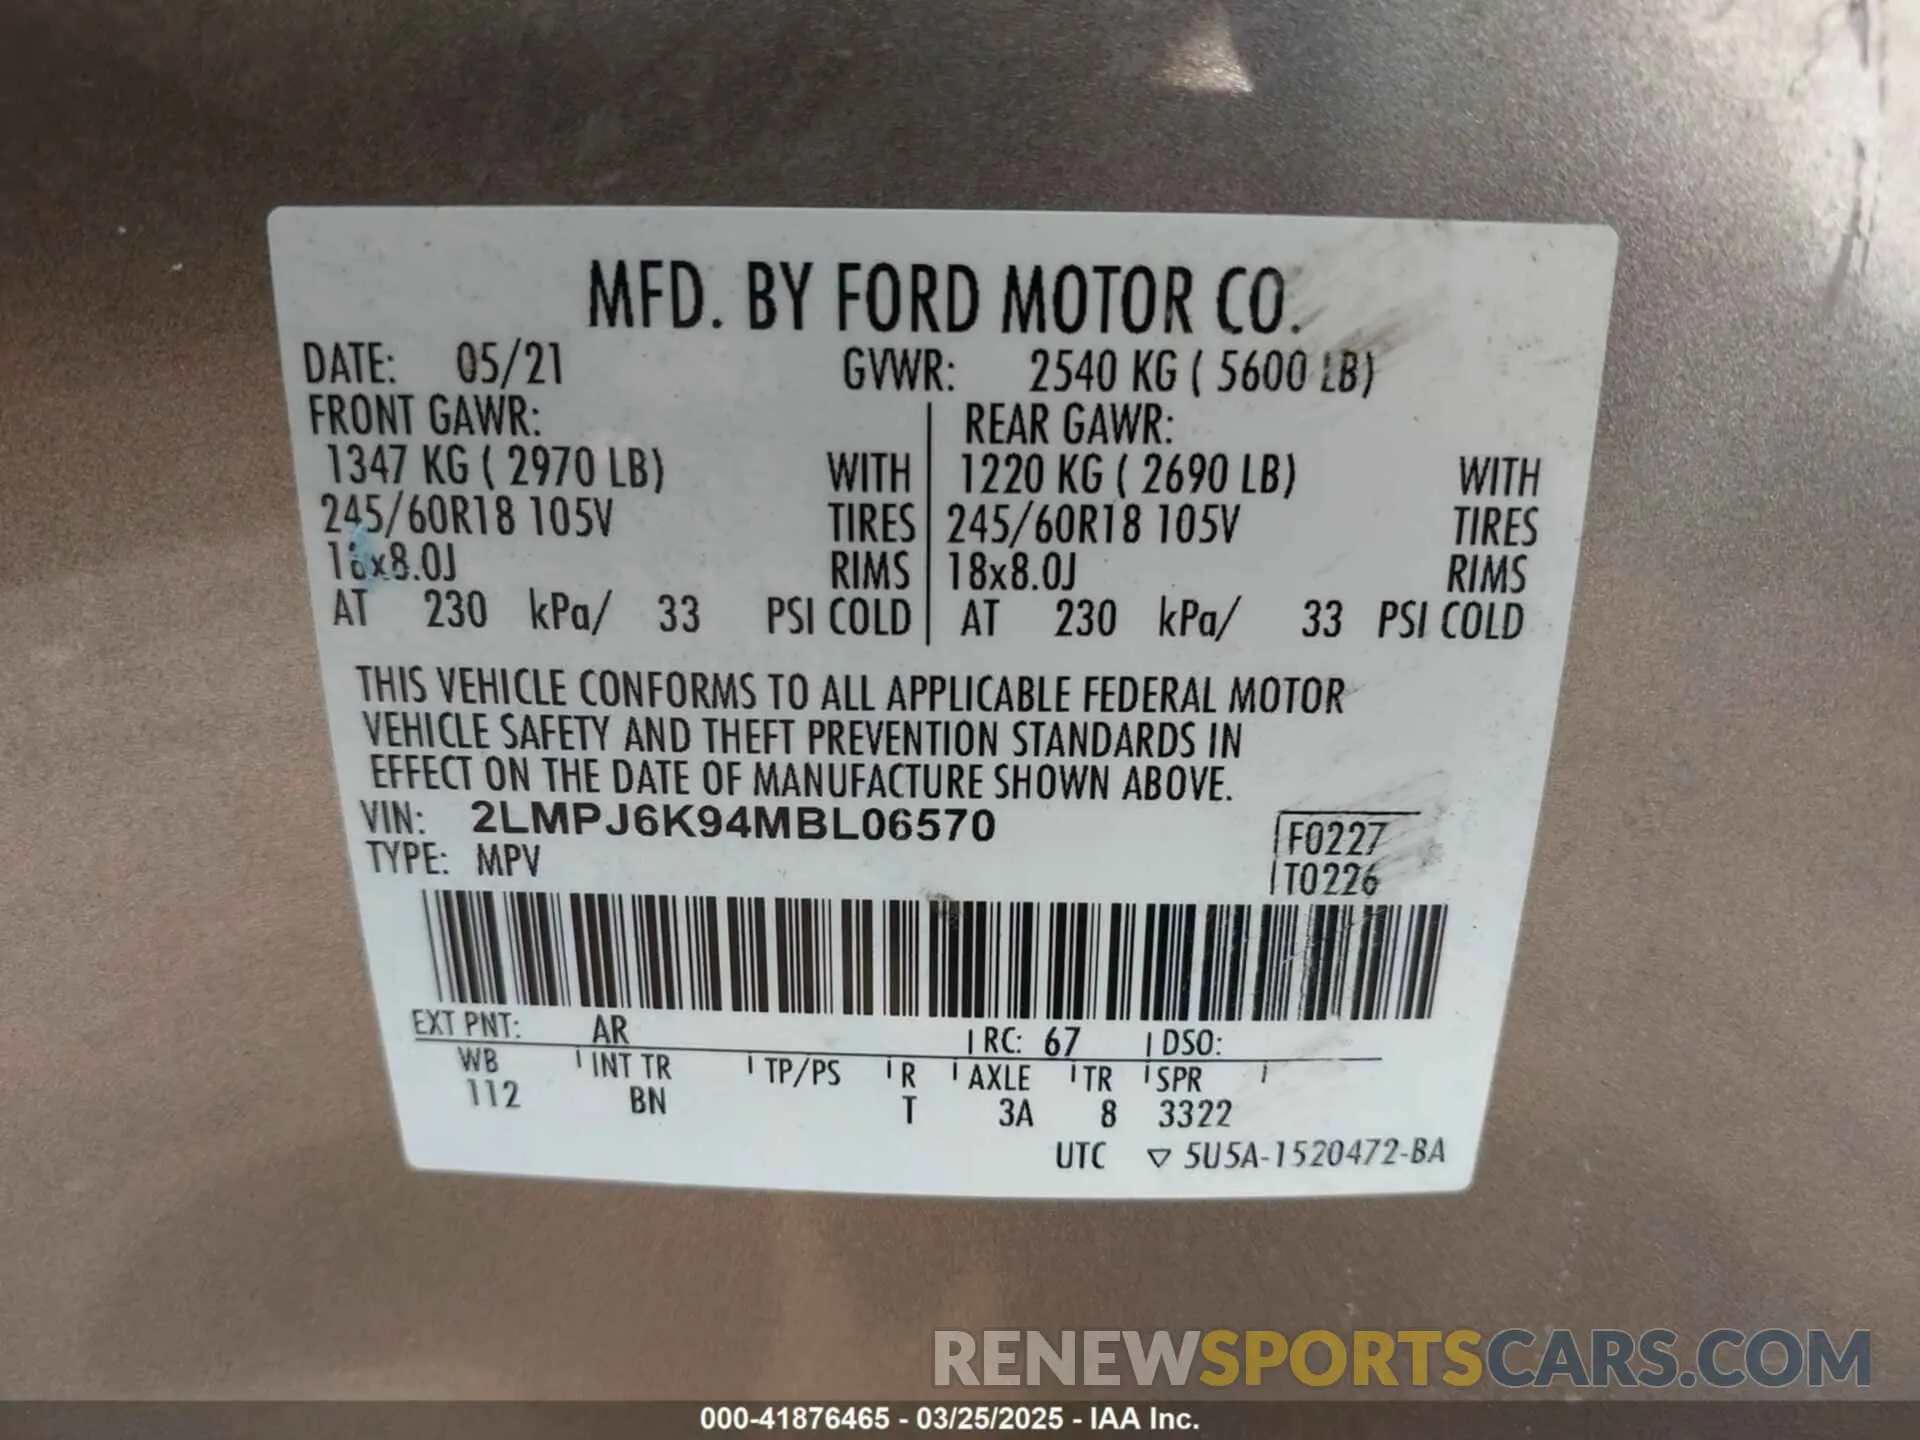 MFD. BY FORD MOTOR CO.
DATE: 05/21 GVWR: 2540 KG ( 5600 LB)
FRONT GAWR: REAR GAWR:
1347 KG ( 2970 LB) WITH 1220 KG ( 2690 LB) WITH
245/60R18 105V TIRES 245/60R18 105V TIRES
18x8.0J RIMS 18x8.0J RIMS
AT 230 kPa/ 33 PSI COLD AT 230 kPa/ 33 PSI COLD
THIS VEHICLE CONFORMS TO ALL APPLICABLE FEDERAL MOTOR
VEHICLE SAFETY AND THEFT PREVENTION STANDARDS IN
EFFECT ON THE DATE OF MANUFACTURE SHOWN ABOVE.
VIN: 2LMPJ6K94MBL06570 F0227
TYPE: MPV T0226
EXT PNT: AR RC: 67 DSO:
WB INT TR TP/PS R AXLE TR SPR
112 BN T 3A 8 3322
UTC ▽ 5U5A-1520472-BA
RENEWSPORTSCARS.COM
000-41876465 - 03/25/2025 - IAA Inc.